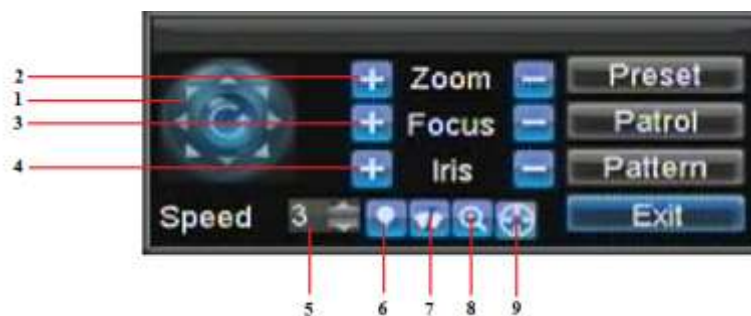 2 + Zoom − Preset
1
3 + Focus − Patrol
4 + Iris − Pattern
Speed 3 Exit
5 6 7 8 9